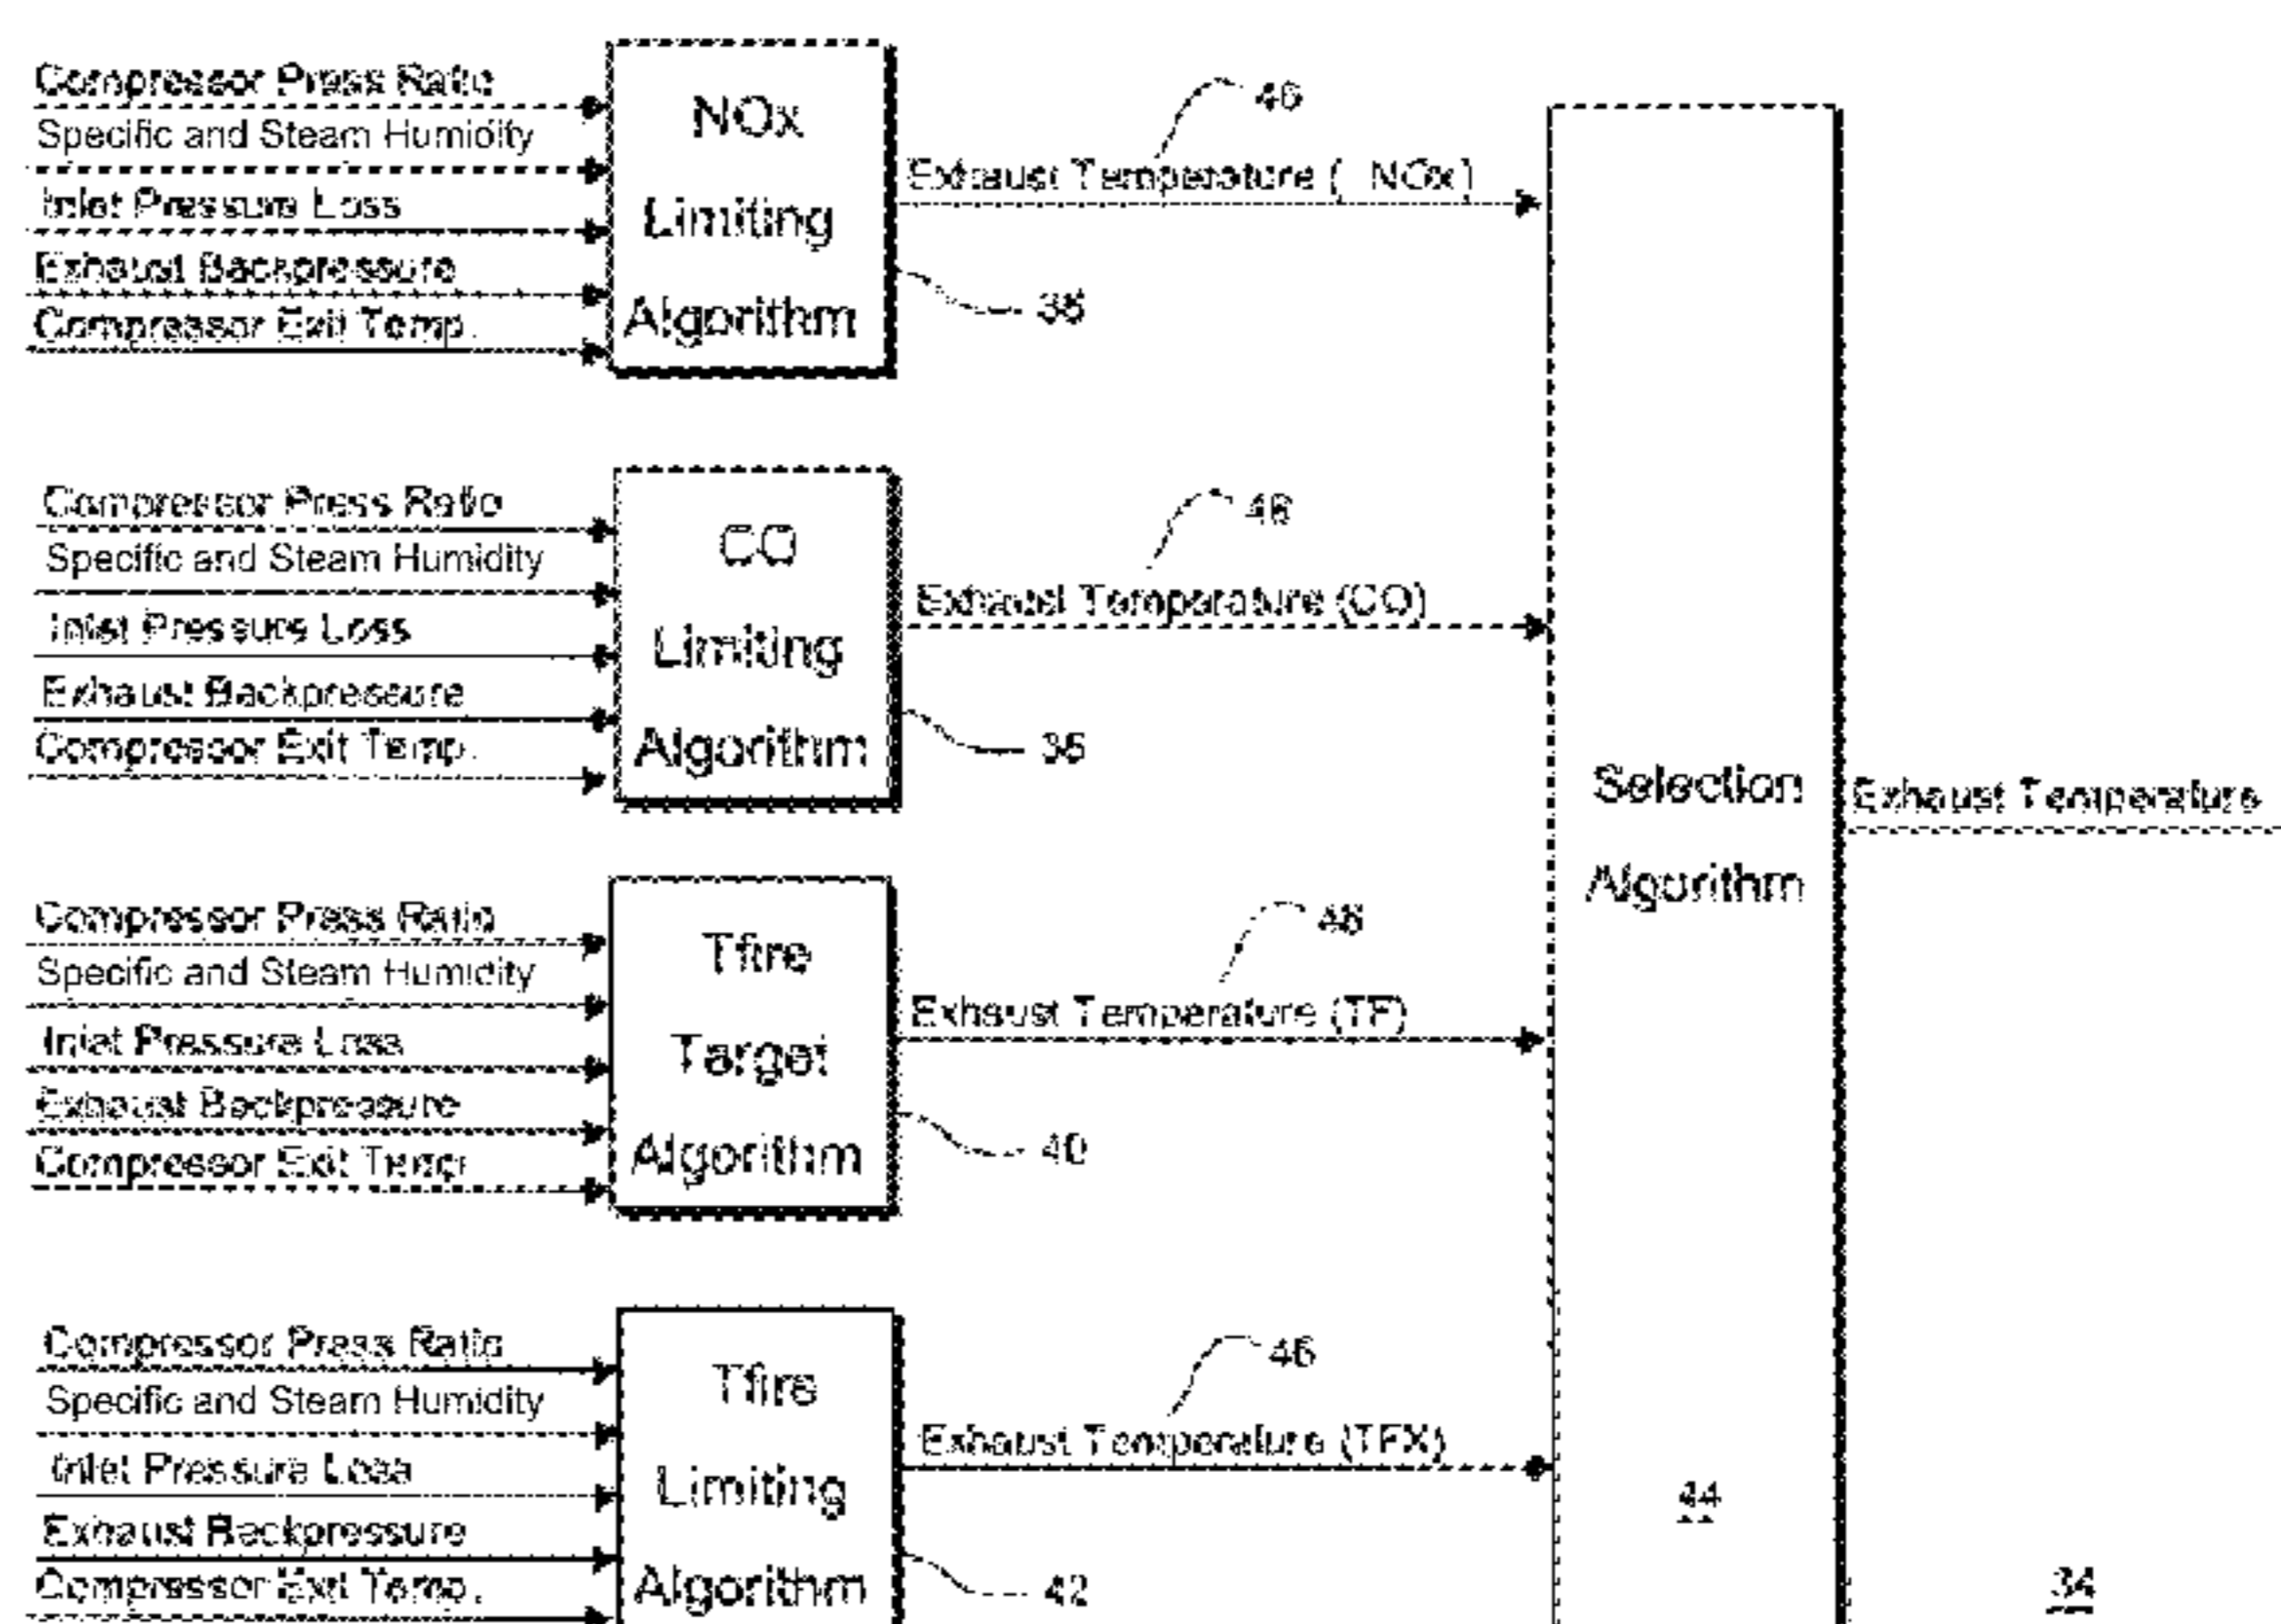 Compressor Press Ratio
Specific and Steam Humidity
Inlet Pressure Loss
Exhaust Backpressure
Compressor Exit Temp.
NOx
Limiting
Algorithm
46
Exhaust Temperature ( NOx)
Compressor Press Ratio
Specific and Steam Humidity
Inlet Pressure Loss
Exhaust Backpressure
Compressor Exit Temp.
CO
Limiting
Algorithm
46
Exhaust Temperature (CO)
Compressor Press Ratio
Specific and Steam Humidity
Inlet Pressure Loss
Exhaust Backpressure
Compressor Exit Temp
Tfire
Target
Algorithm
40
46
Exhaust Temperature (TF)
Compressor Press Ratio
Specific and Steam Humidity
Inlet Pressure Loss
Exhaust Backpressure
Compressor Exit Temp.
Tfire
Limiting
Algorithm
42
46
Exhaust Temperature (TFX)
Selection
Algorithm
44
Exhaust Temperature
34